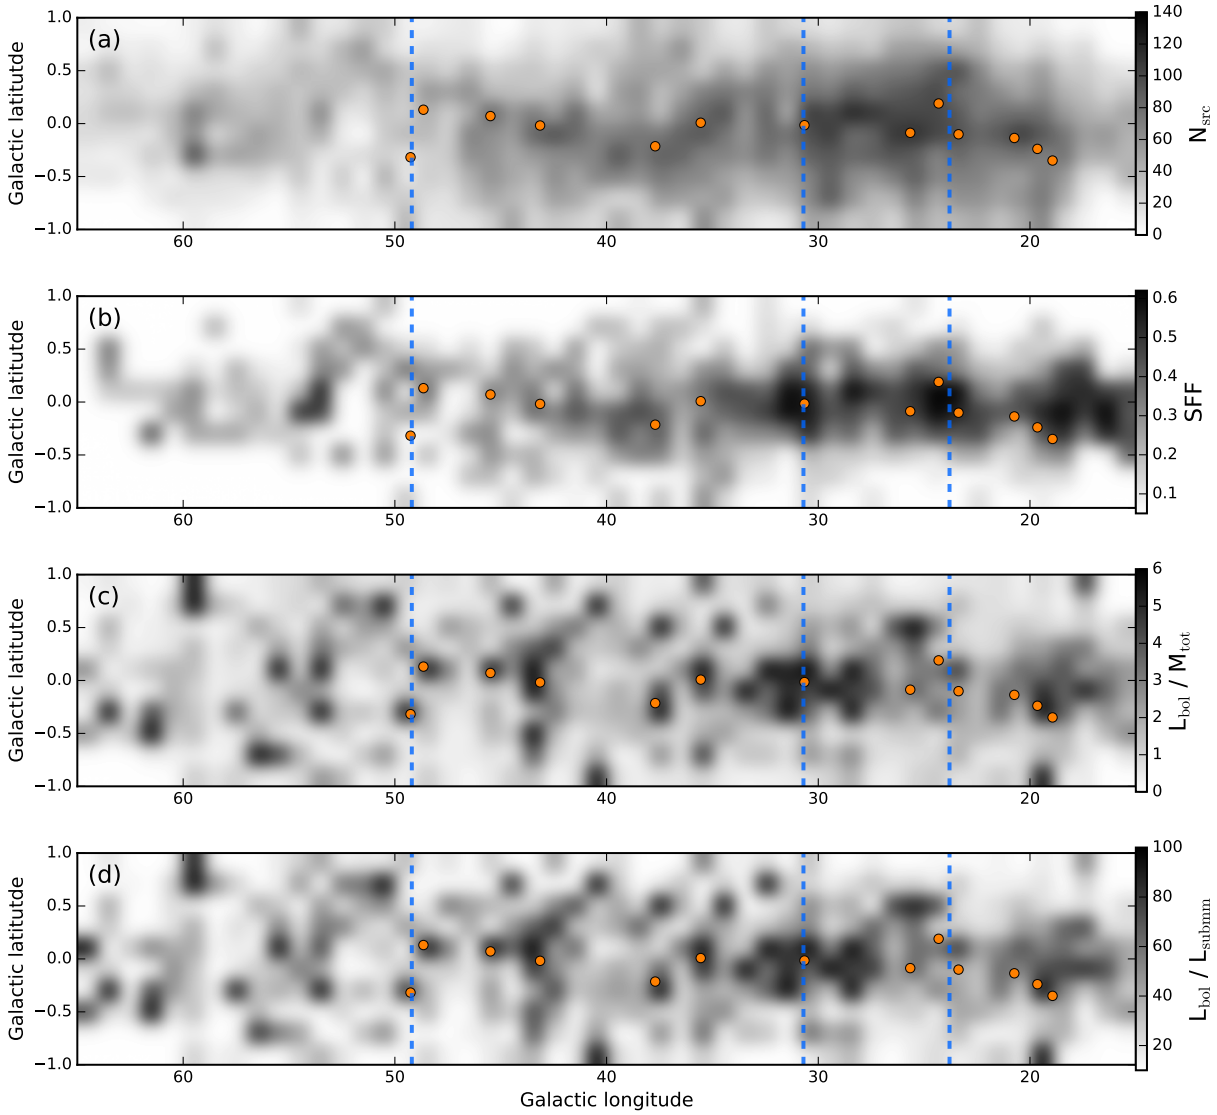 (a)
Galactic latitutde
1.0
0.5
0.0
−0.5
−1.0
60 50 40 30 20
140
120
100
80
60
40
20
0
N_src
(b)
Galactic latitutde
1.0
0.5
0.0
−0.5
−1.0
60 50 40 30 20
0.6
0.5
0.4
0.3
0.2
0.1
SFF
(c)
Galactic latitutde
1.0
0.5
0.0
−0.5
−1.0
60 50 40 30 20
6
5
4
3
2
1
0
L_bol / M_tot
(d)
Galactic latitutde
1.0
0.5
0.0
−0.5
−1.0
60 50 40 30 20
100
80
60
40
20
L_bol / L_submm
Galactic longitude